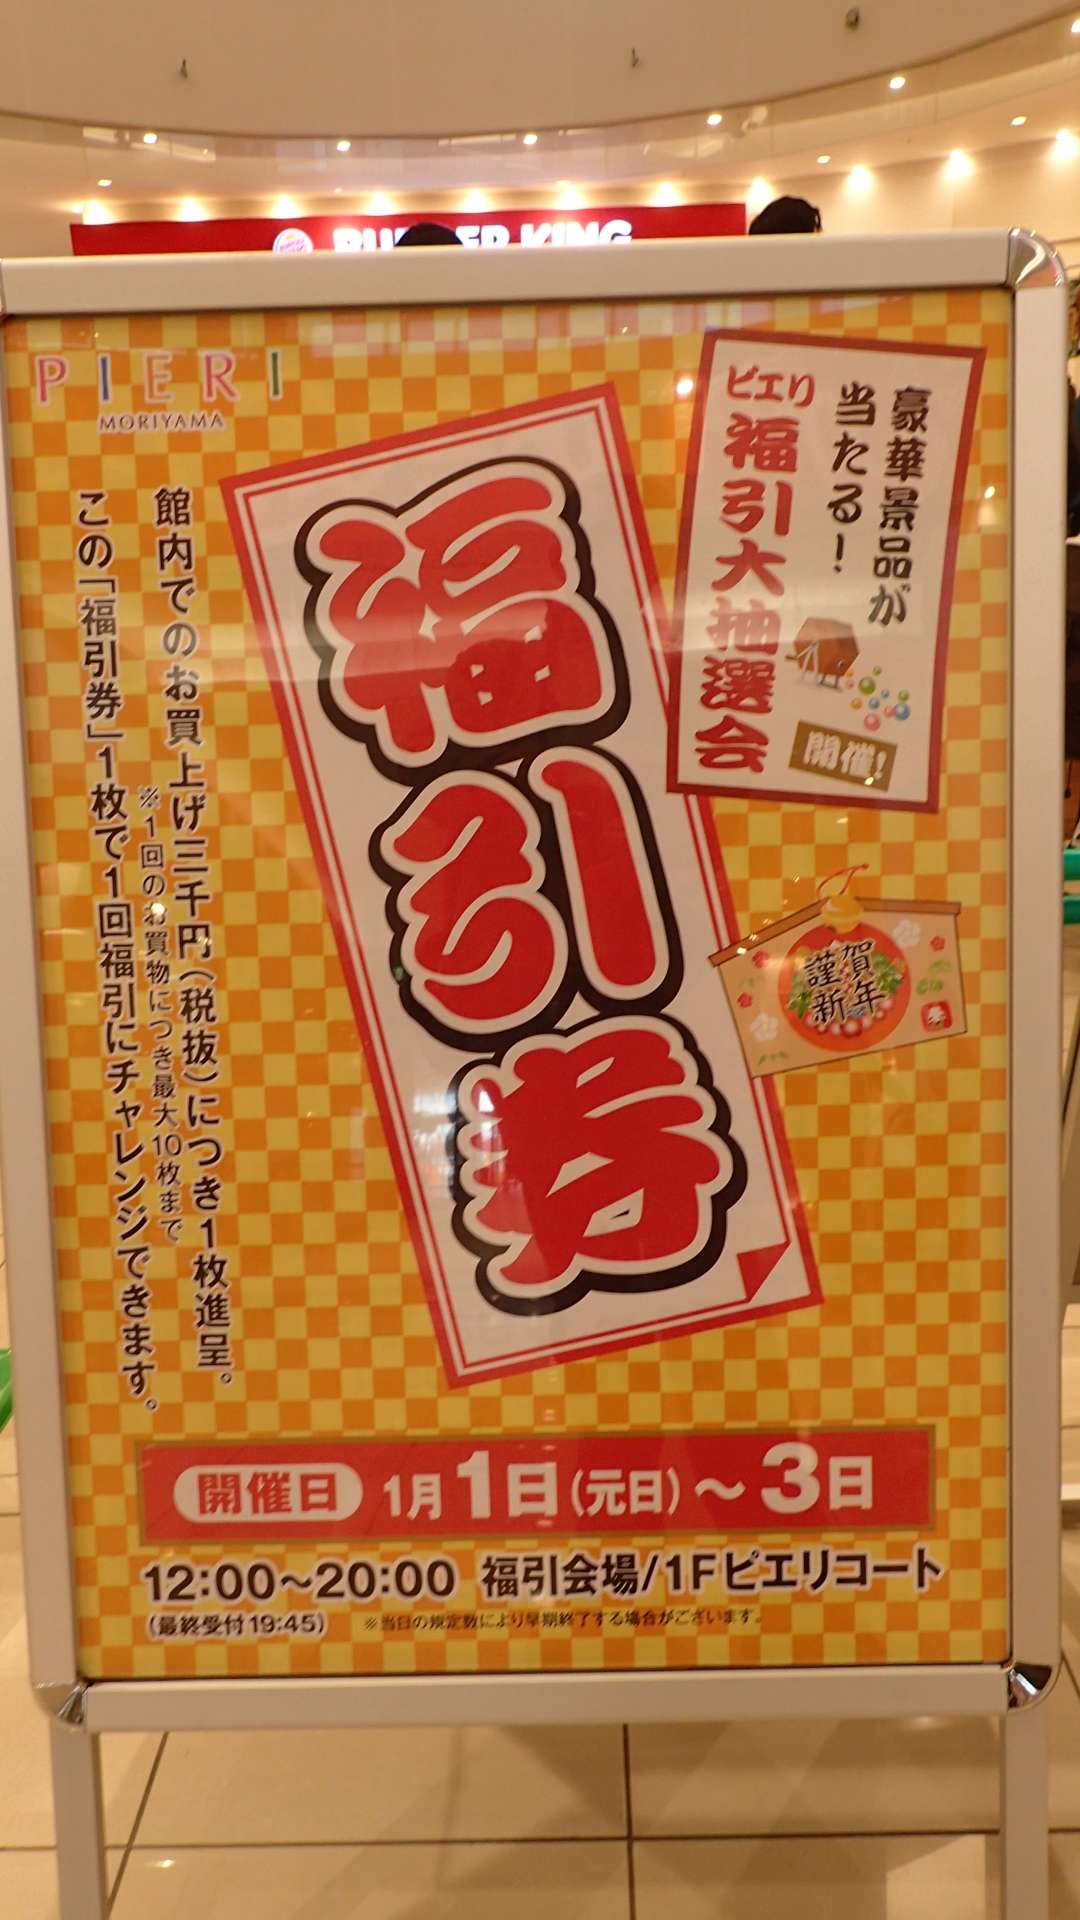 BURGER KING
PIERI
MORIYAMA
豪華景品が
当たる!
ピエリ
福引大抽選会
開催!
福引券
賀年
謹新
館内でのお買上げ三千円(税抜)につき1枚進呈。
※1回のお買物につき最大10枚まで
この「福引券」1枚で1回福引にチャレンジできます。
開催日 1月1日(元日)〜3日
12:00〜20:00 福引会場/1Fピエリコート
(最終受付19:45) ※当日の規定数により早期終了する場合がございます。